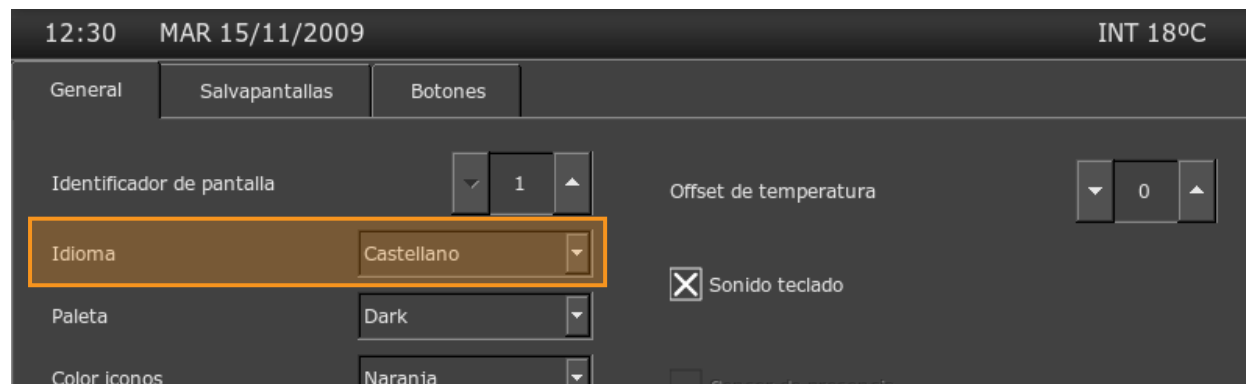 12:30 MAR 15/11/2009 INT 18ºC
General Salvapantallas Botones
Identificador de pantalla 1
Offset de temperatura 0
Idioma Castellano
Sonido teclado
Paleta Dark
Color iconos Naranja